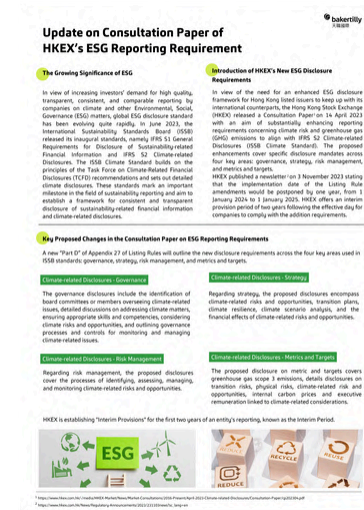 bakertilly
天職香港
Update on Consultation Paper of
HKEX's ESG Reporting Requirement
The Growing Significance of ESG
In view of increasing investors' demand for high quality,
transparent, consistent, and comparable reporting by
companies on climate and other Environmental, Social,
Governance (ESG) matters, global ESG disclosure standard
has been evolving quite rapidly. In June 2023, the
International Sustainability Standards Board (ISSB)
released its inaugural standards, namely IFRS S1 General
Requirements for Disclosure of Sustainability-related
Financial Information and IFRS S2 Climate-related
Disclosures. The ISSB Climate Standard builds on the
principles of the Task Force on Climate-Related Financial
Disclosures (TCFD) recommendations and sets out detailed
climate disclosures. These standards mark an important
milestone in the field of sustainability reporting and aim to
establish a framework for consistent and transparent
disclosure of sustainability-related financial information
and climate-related disclosures.
Introduction of HKEX's New ESG Disclosure
Requirements
In view of the need for an enhanced ESG disclosure
framework for Hong Kong listed issuers to keep up with its
international counterparts, the Hong Kong Stock Exchange
(HKEX) released a Consultation Paper¹ on 14 April 2023
with an aim of substantially enhancing reporting
requirements concerning climate risk and greenhouse gas
(GHG) emissions to align with IFRS S2 Climate-related
Disclosures (ISSB Climate Standard). The proposed
enhancements cover specific disclosure mandates across
four key areas: governance, strategy, risk management,
and metrics and targets.
HKEX published a newsletter² on 3 November 2023 stating
that the implementation date of the Listing Rule
amendments would be postponed by one year, from 1
January 2024 to 1 January 2025. HKEX offers an interim
provision period of two years following the effective day for
companies to comply with the addition requirements.
Key Proposed Changes in the Consultation Paper on ESG Reporting Requirements
A new "Part D" of Appendix 27 of Listing Rules will outline the new disclosure requirements across the four key areas used in
ISSB standards: governance, strategy, risk management, and metrics and targets.
Climate-related Disclosures - Governance
The governance disclosures include the identification of
board committees or members overseeing climate-related
issues, detailed discussions on addressing climate matters,
ensuring appropriate skills and competencies, considering
climate risks and opportunities, and outlining governance
processes and controls for monitoring and managing
climate-related issues.
Climate-related Disclosures - Strategy
Regarding strategy, the proposed disclosures encompass
climate-related risks and opportunities, transition plans,
climate resilience, climate scenario analysis, and the
financial effects of climate-related risks and opportunities.
Climate-related Disclosures - Risk Management
Regarding risk management, the proposed disclosures
cover the processes of identifying, assessing, managing,
and monitoring climate-related risks and opportunities.
Climate-related Disclosures - Metrics and Targets
The proposed disclosure on metric and targets covers
greenhouse gas scope 3 emissions, details disclosures on
transition risks, physical risks, climate-related risk and
opportunities, internal carbon prices and executive
remuneration linked to climate-related considerations.
HKEX is establishing "Interim Provisions" for the first two years of an entity's reporting, known as the Interim Period.
ESG
RECYCLE
REDUCE